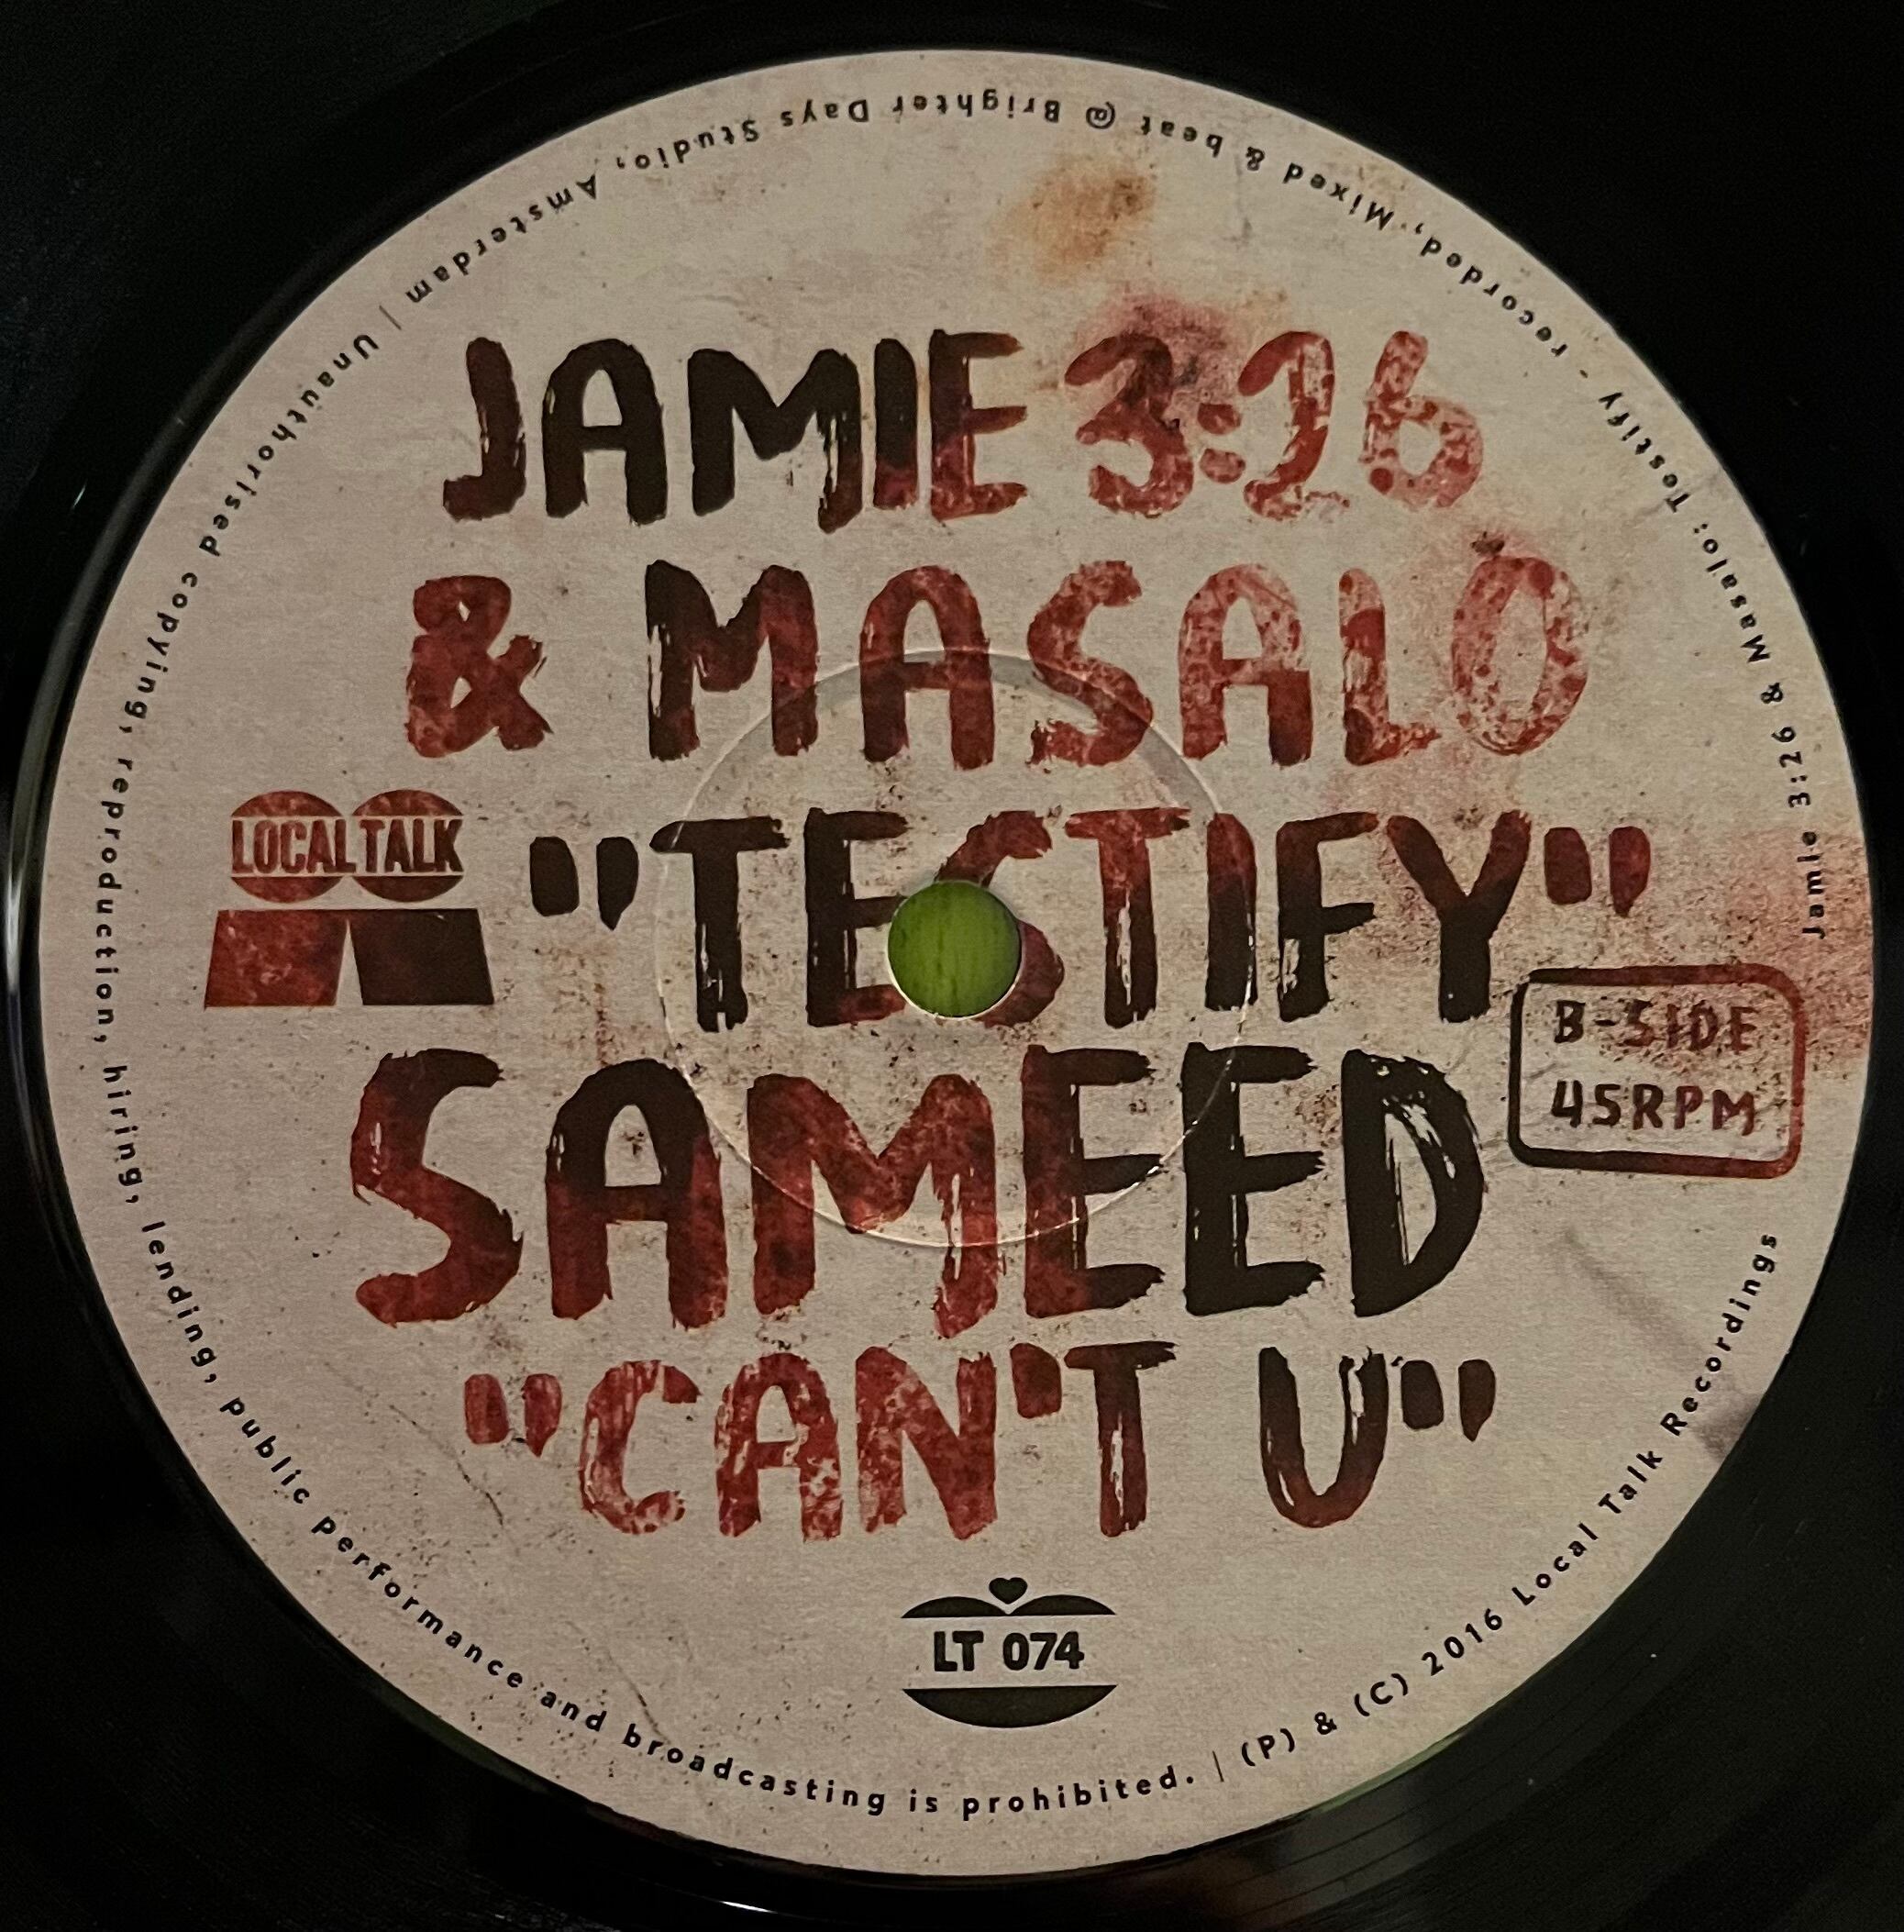 JAMIE 3:26
& MASALO
LOCAL TALK
"TESTIFY"
B-SIDE
45RPM
SAMEED
"CAN'T U"
LT 074
Jamie 3:26 & Masalo: Testify - recorded, Mixed & beat @ Brighter Days Studio, Amsterdam | Unauthorised copying, reproduction, hiring, lending, public performance and broadcasting is prohibited. | (P) & (C) 2016 Local Talk Recordings